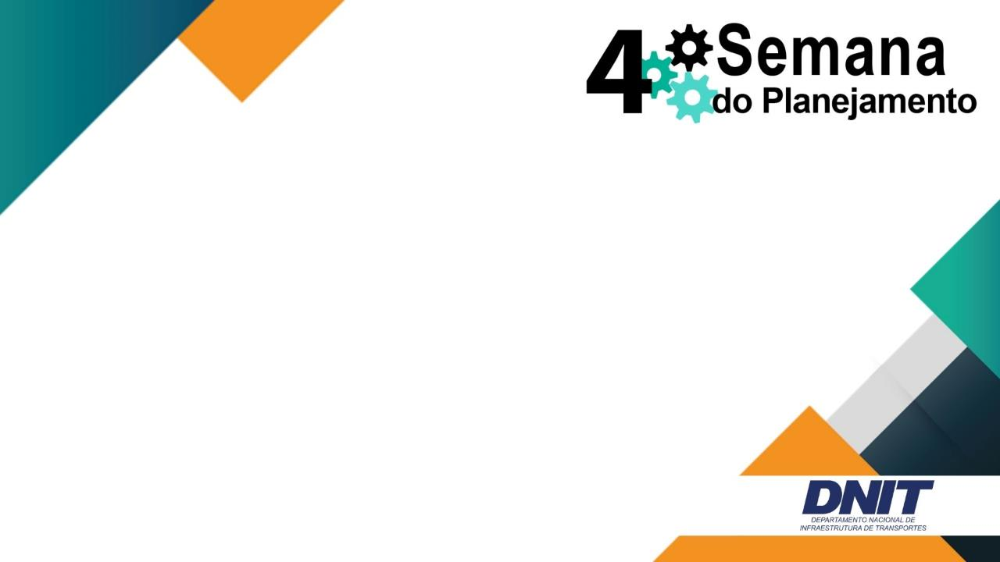 4 Semana
do Planejamento
DNIT
DEPARTAMENTO NACIONAL DE
INFRAESTRUTURA DE TRANSPORTES